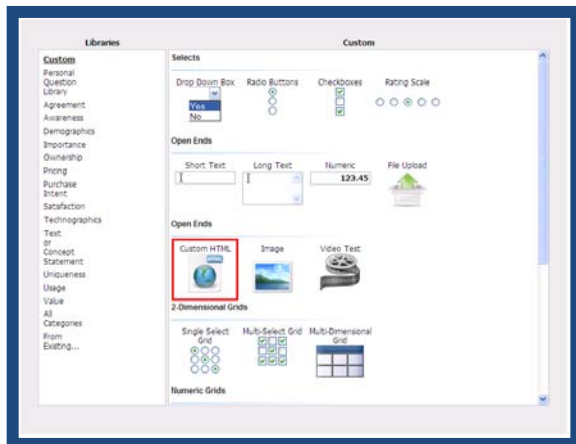 Libraries
Custom
Custom
Personal
Question
Library
Agreement
Awareness
Demographics
Importance
Ownership
Pricing
Purchase
Intent
Satisfaction
Technographics
Text
or
Concept
Statement
Uniqueness
Usage
Value
All
Categories
From
Existing...
Selects
Drop Down Box Radio Buttons Checkboxes Rating Scale
Yes
No
Open Ends
Short Text Long Text Numeric File Upload
123.45
Open Ends
Custom HTML Image Video Test
HTML
2-Dimensional Grids
Single Select Multi-Select Grid Multi-Dimensional
Grid Grid
Numeric Grids